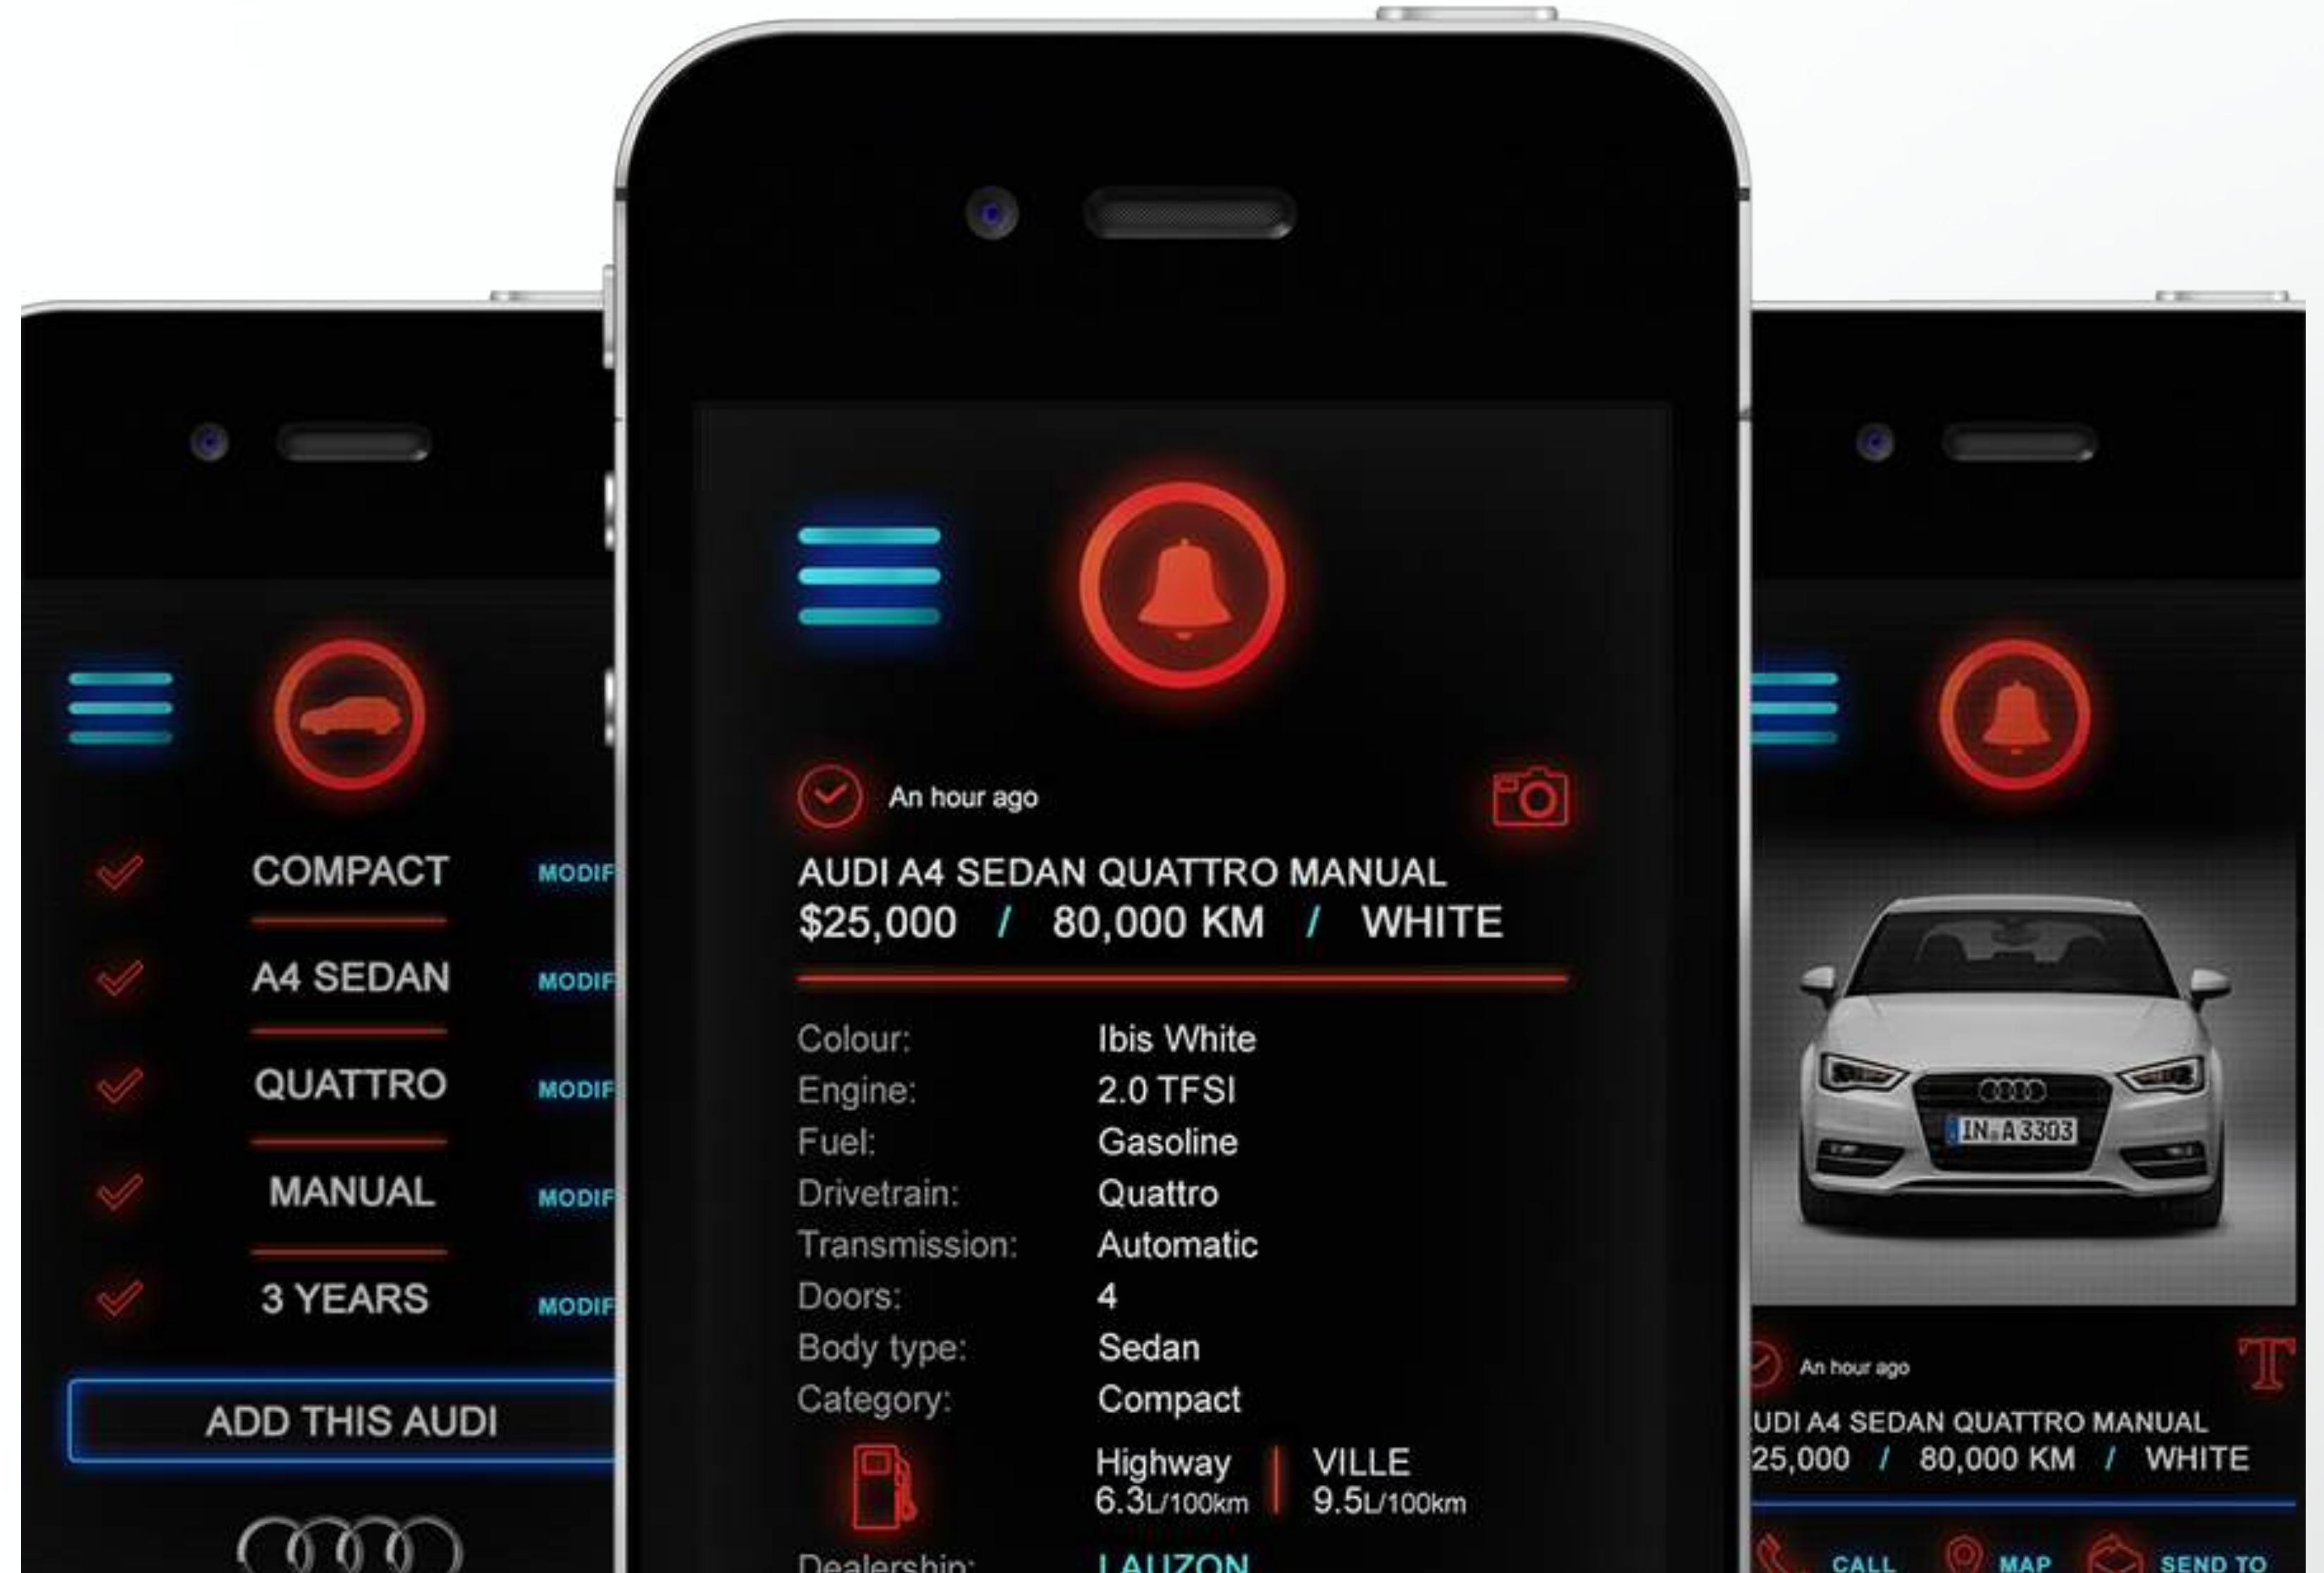 COMPACT
MODIF
A4 SEDAN
MODIF
QUATTRO
MODIF
MANUAL
MODIF
3 YEARS
MODIF
ADD THIS AUDI
An hour ago
AUDI A4 SEDAN QUATTRO MANUAL
$25,000 / 80,000 KM / WHITE
Colour: Ibis White
Engine: 2.0 TFSI
Fuel: Gasoline
Drivetrain: Quattro
Transmission: Automatic
Doors: 4
Body type: Sedan
Category: Compact
Highway | VILLE
6.3L/100km | 9.5L/100km
Dealership: LAUZON
IN A 3303
An hour ago
T
UDI A4 SEDAN QUATTRO MANUAL
25,000 / 80,000 KM / WHITE
CALL MAP SEND TO